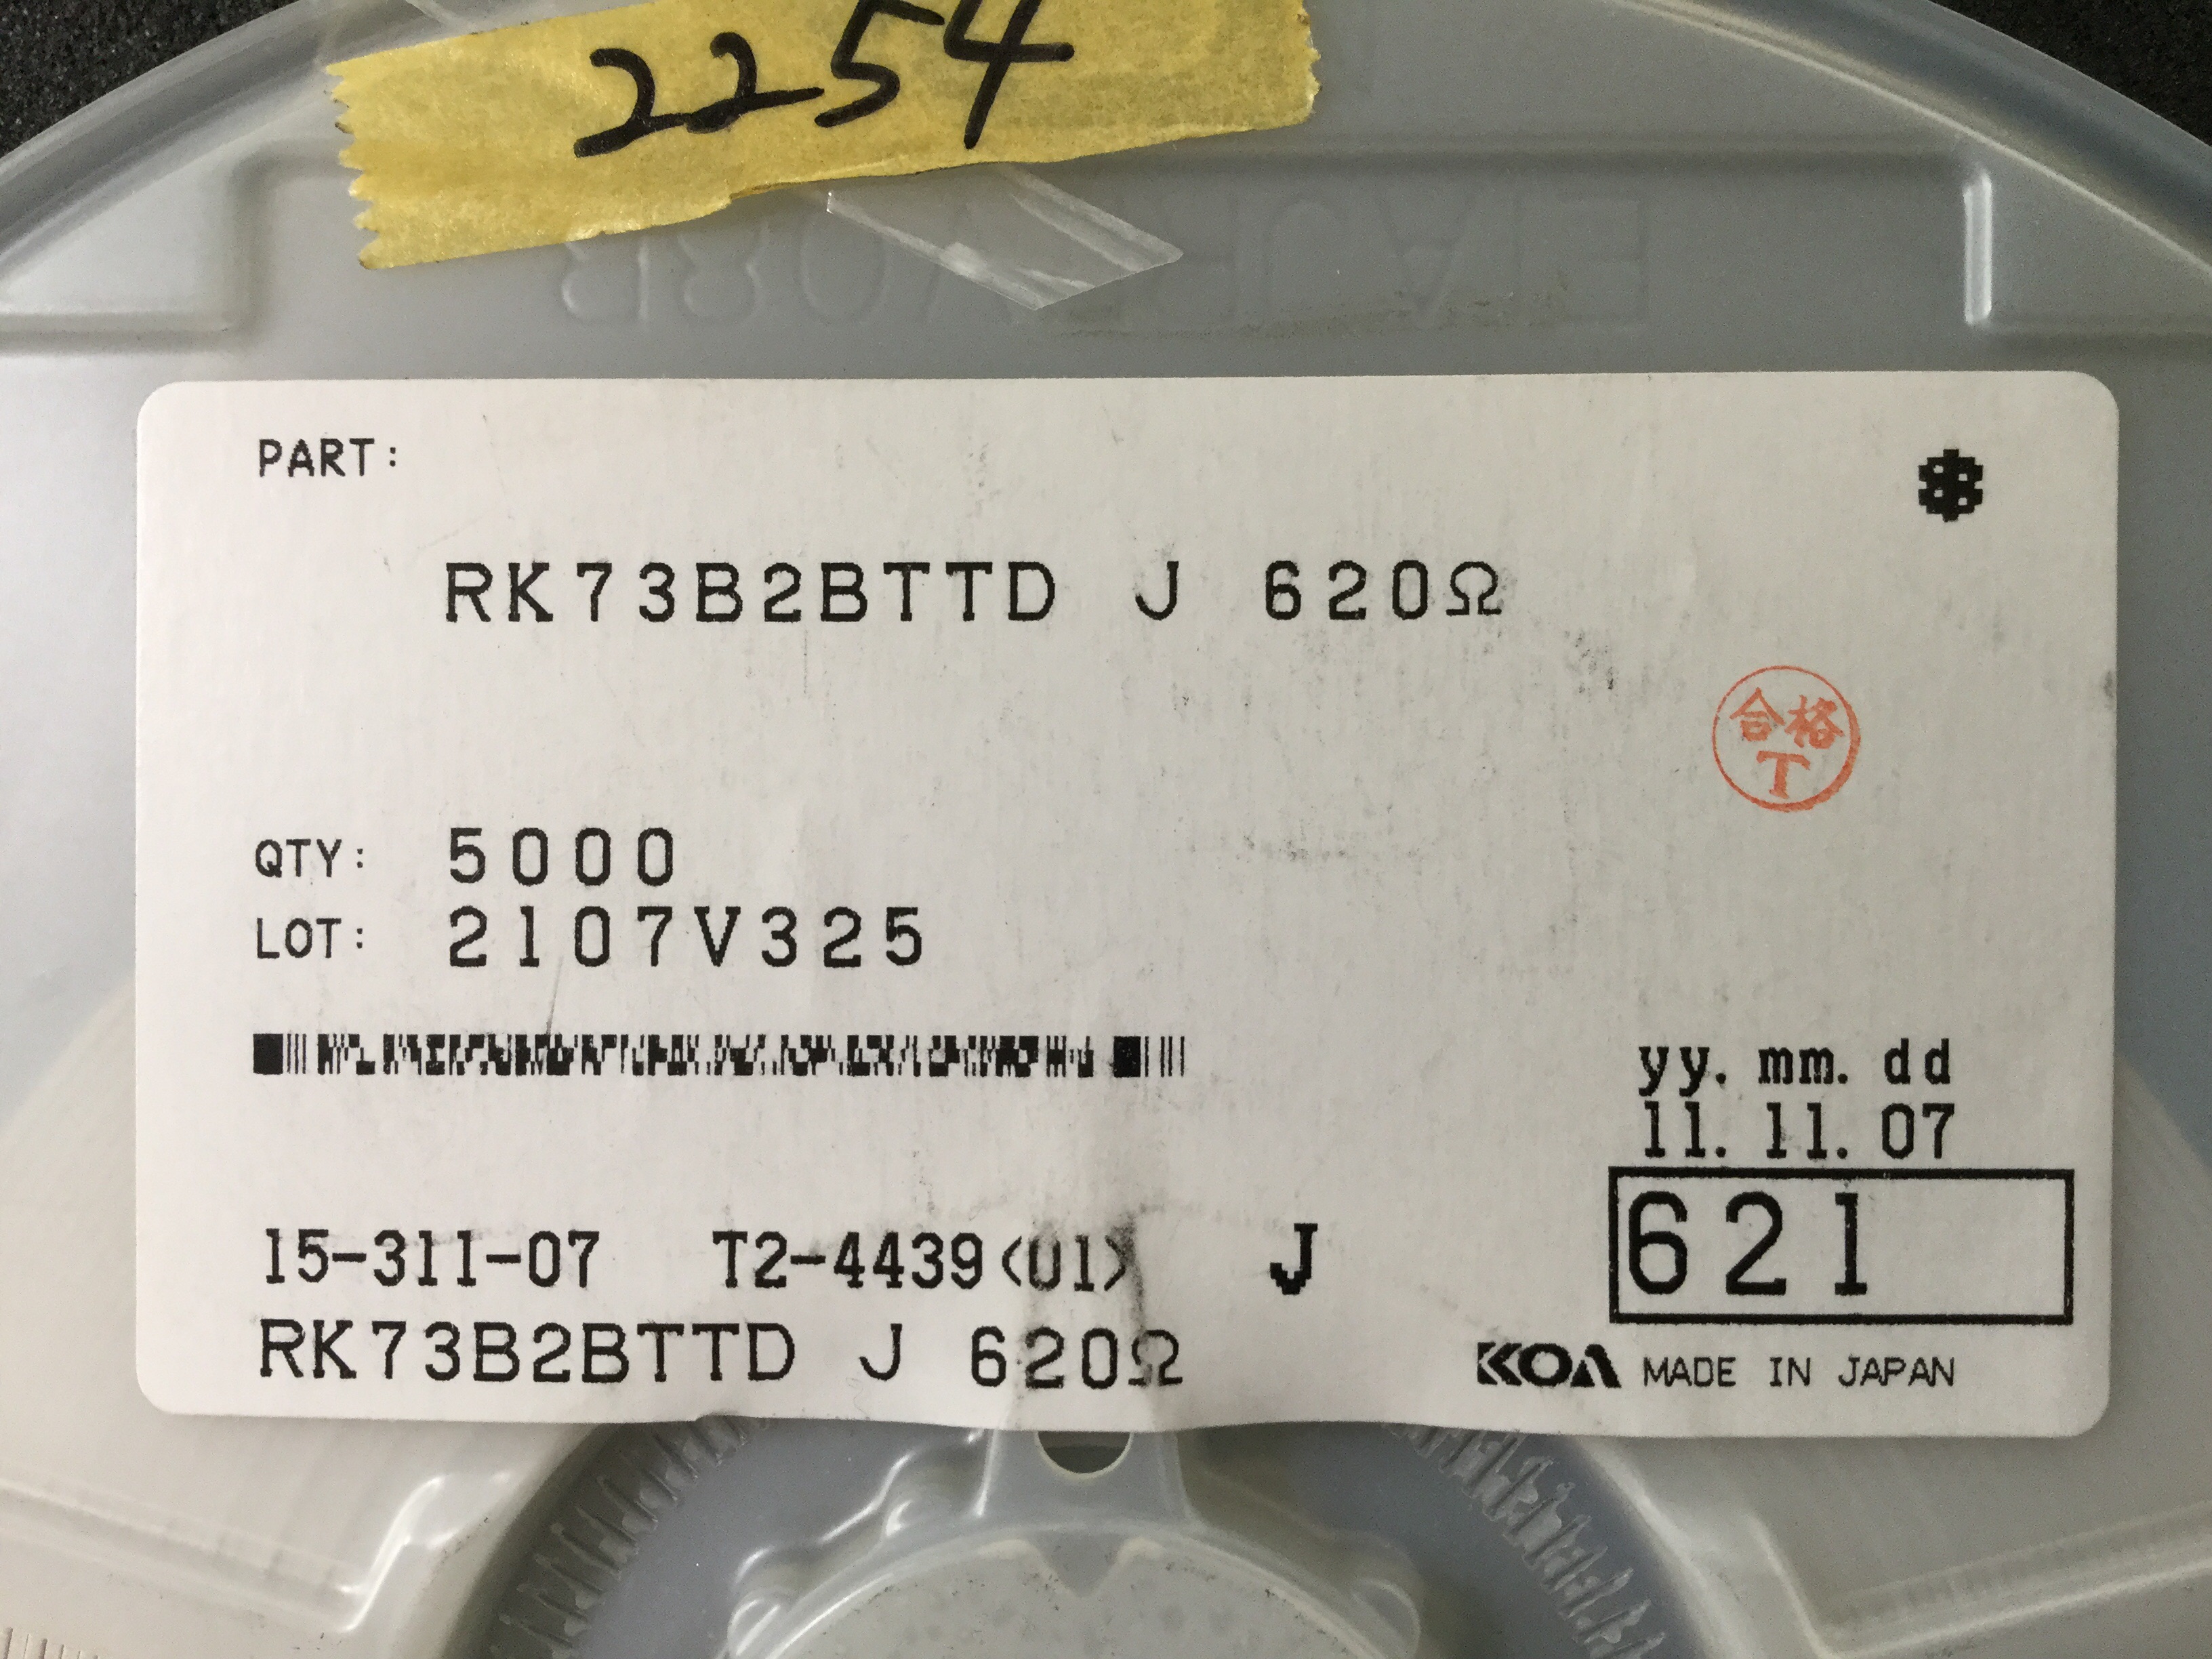 2254
PART:
*
RK73B2BTTD J 620Ω
合格
T
QTY: 5000
LOT: 2107V325
yy. mm. dd
11. 11. 07
621
15-311-07 T2-4439<01> J
RK73B2BTTD J 620Ω
KOA MADE IN JAPAN